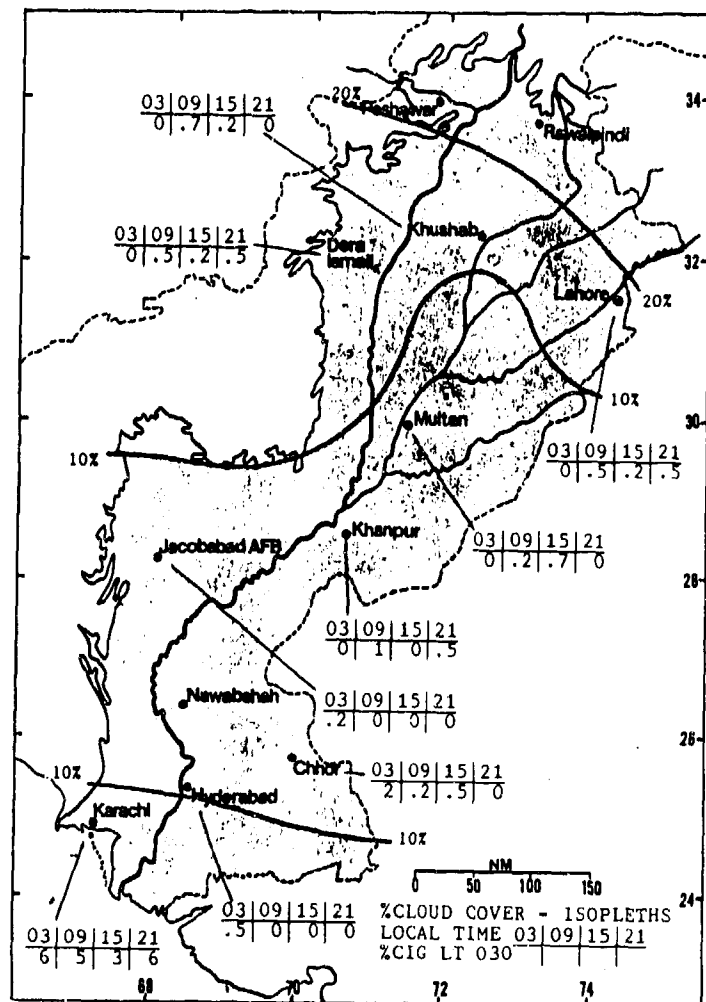 34
20%
Peshawar
Rawalpindi
03|09|15|21
0|.7|.2|0
Khushab
03|09|15|21
0|.5|.2|.5
Dera
Ismail
32
Lahore
20%
10%
30
Multan
10%
03|09|15|21
0|.5|.2|.5
Khanpur
03|09|15|21
0|.2|.7|0
Jacobabad AFB
28
03|09|15|21
0|1|0|.5
Nawabshah
03|09|15|21
.2|0|0|0
26
Chhor
03|09|15|21
2|.2|.5|0
10%
Hyderabad
Karachi
10%
NM
0 50 100 150
24
03|09|15|21
.5|0|0|0
%CLOUD COVER - ISOPLETHS
LOCAL TIME 03|09|15|21
%CIG LT 030
03|09|15|21
6|5|3|6
68 70 72 74